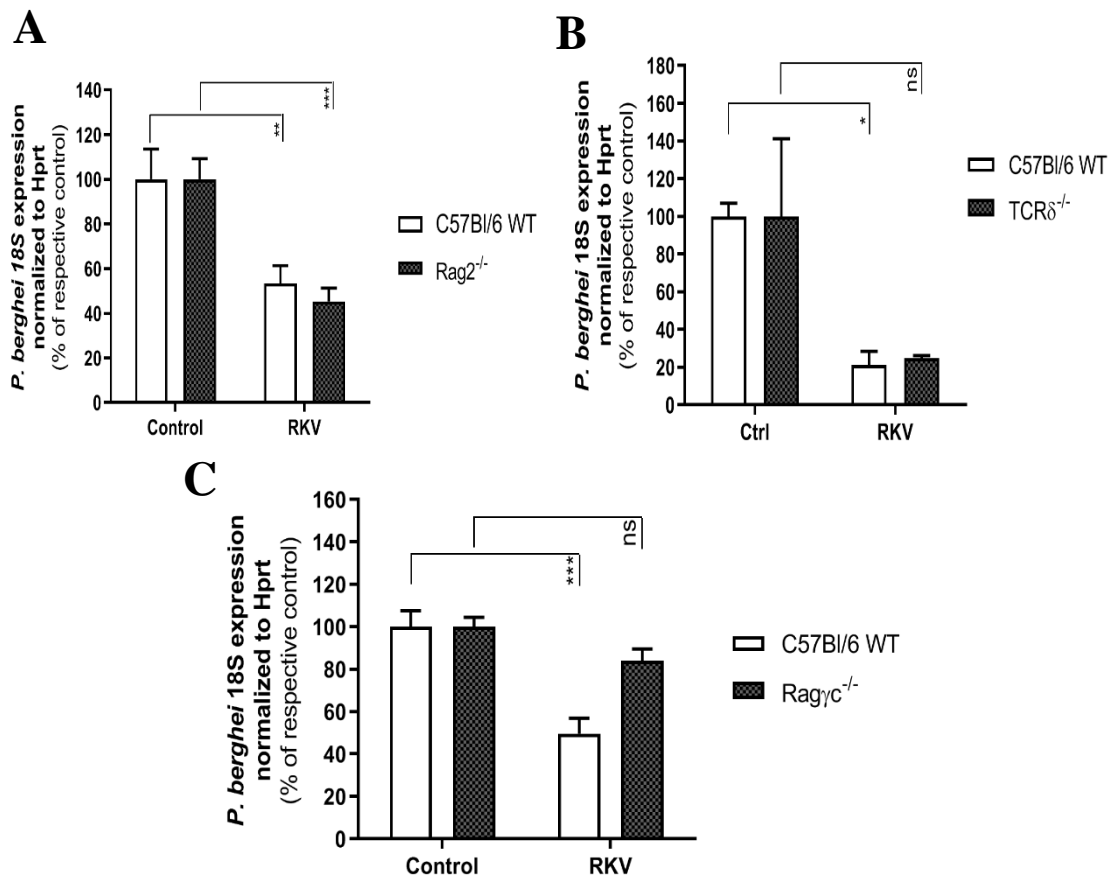 A
P. berghei 18S expression
normalized to Hprt
(% of respective control)
140
120
100
80
60
40
20
0
**
***
Control
RKV
C57Bl/6 WT
Rag2-/-
B
P. berghei 18S expression
normalized to Hprt
(% of respective control)
180
160
140
120
100
80
60
40
20
0
*
ns
Ctrl
RKV
C57Bl/6 WT
TCRδ-/-
C
P. berghei 18S expression
normalized to Hprt
(% of respective control)
160
140
120
100
80
60
40
20
0
***
ns
Control
RKV
C57Bl/6 WT
Ragγc-/-